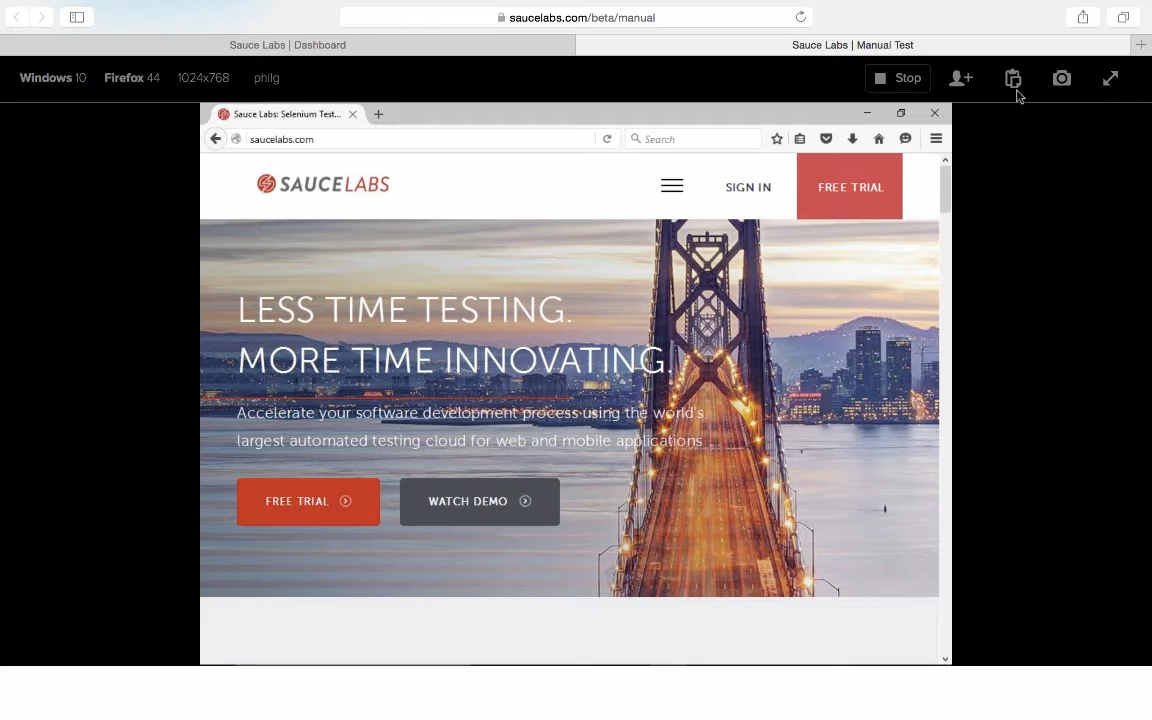 saucelabs.com/beta/manual
Sauce Labs | Dashboard
Sauce Labs | Manual Test
Windows 10 Firefox 44 1024x768 philg
Stop
Sauce Labs: Selenium Test...
saucelabs.com
Search
SAUCELABS
SIGN IN
FREE TRIAL
LESS TIME TESTING.
MORE TIME INNOVATING.
Accelerate your software development process using the world's
largest automated testing cloud for web and mobile applications
FREE TRIAL
WATCH DEMO